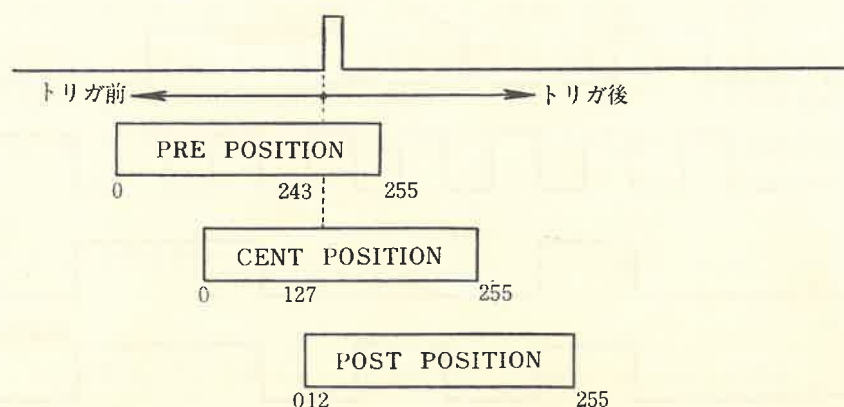 トリガ前 トリガ後
PRE POSITION
0 243 255
CENT POSITION
0 127 255
POST POSITION
012 255